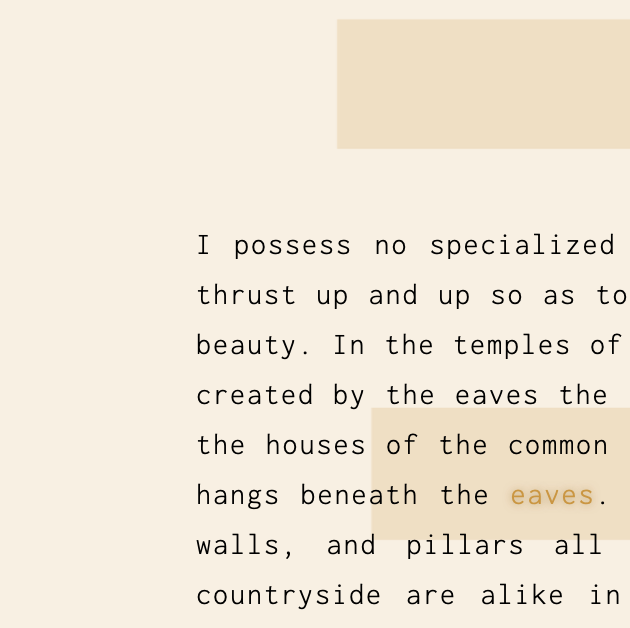 I possess no specialized
thrust up and up so as to
beauty. In the temples of
created by the eaves the
the houses of the common
hangs beneath the eaves.
walls, and pillars all
countryside are alike in